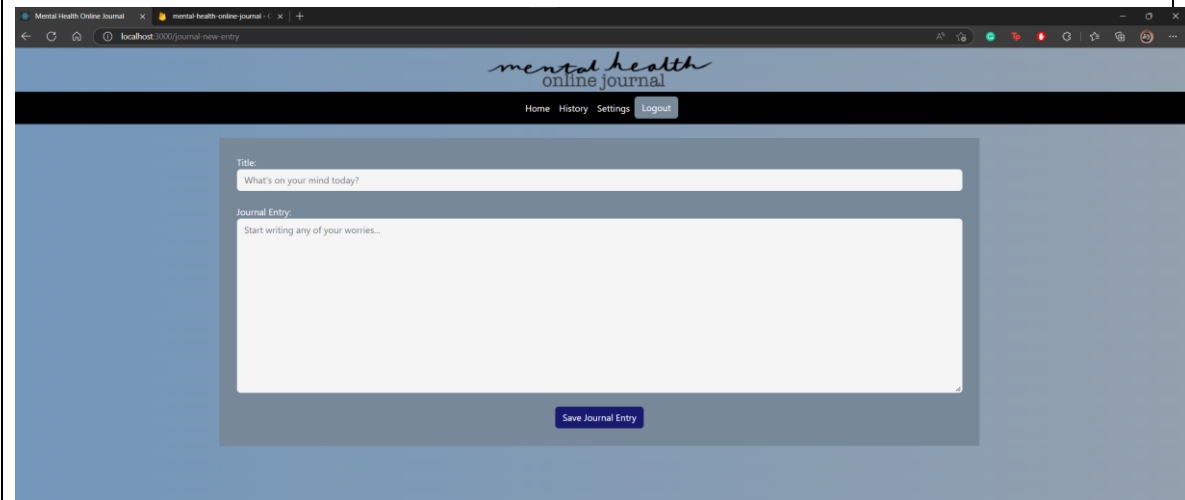 Mental Health Online Journal
mental-health-online-journal - C
localhost:3000/journal-new-entry
mental health
online journal
Home History Settings Logout
Title:
What's on your mind today?
Journal Entry:
Start writing any of your worries...
Save Journal Entry